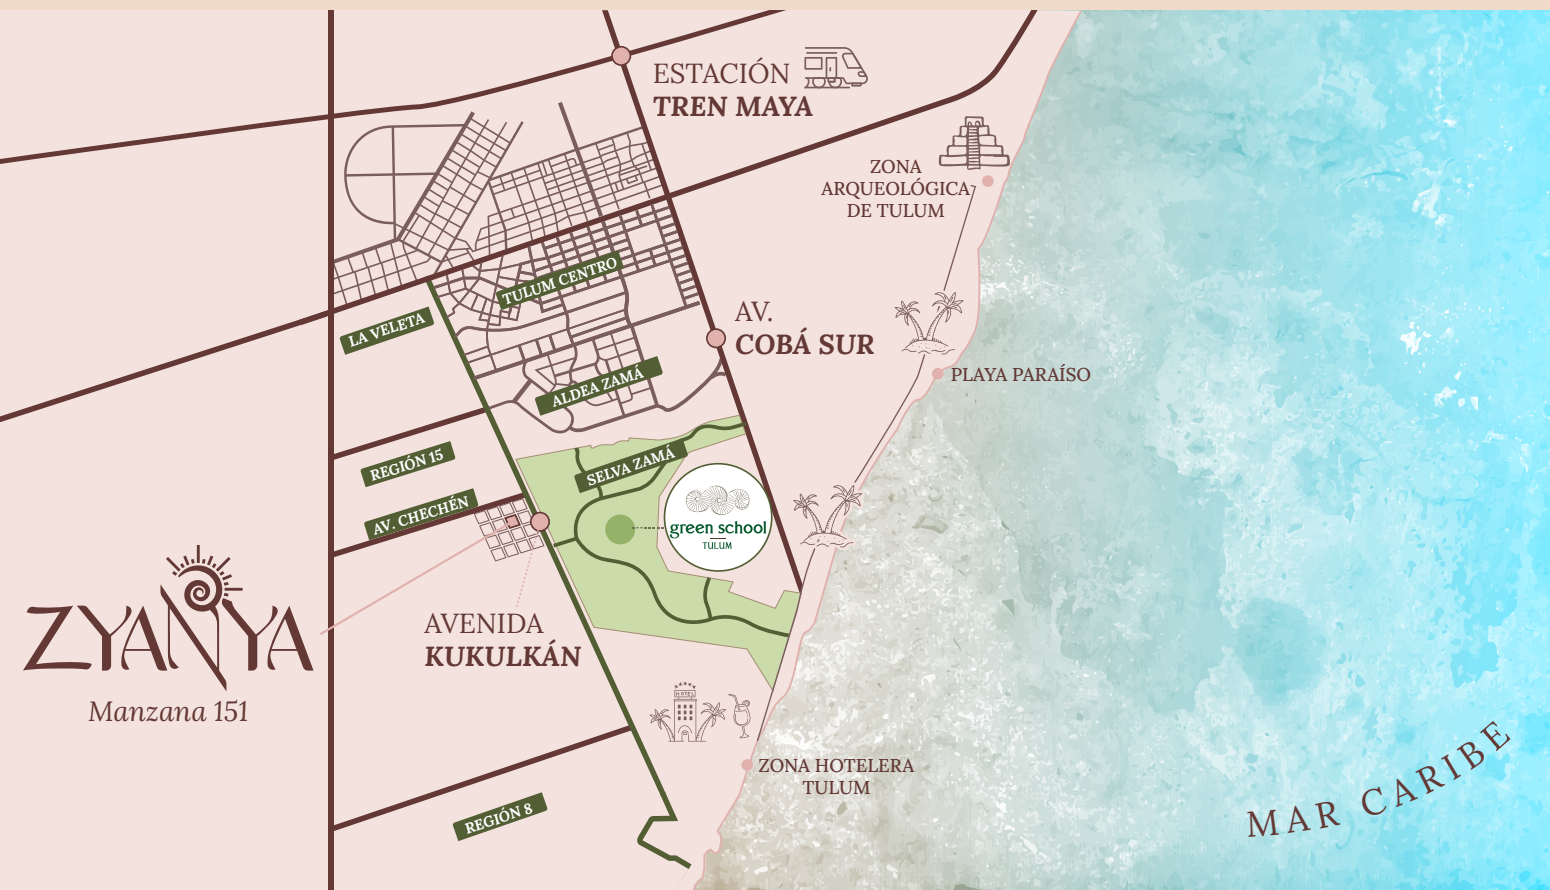 ESTACIÓN
TREN MAYA
ZONA
ARQUEOLÓGICA
DE TULUM
TULUM CENTRO
LA VELETA
AV.
COBÁ SUR
PLAYA PARAÍSO
ALDEA ZAMÁ
REGIÓN 15
SELVA ZAMÁ
AV. CHECHÉN
green school
TULUM
ZYANYA
Manzana 151
AVENIDA
KUKULKÁN
HOTEL
ZONA HOTELERA
TULUM
REGIÓN 8
MAR CARIBE